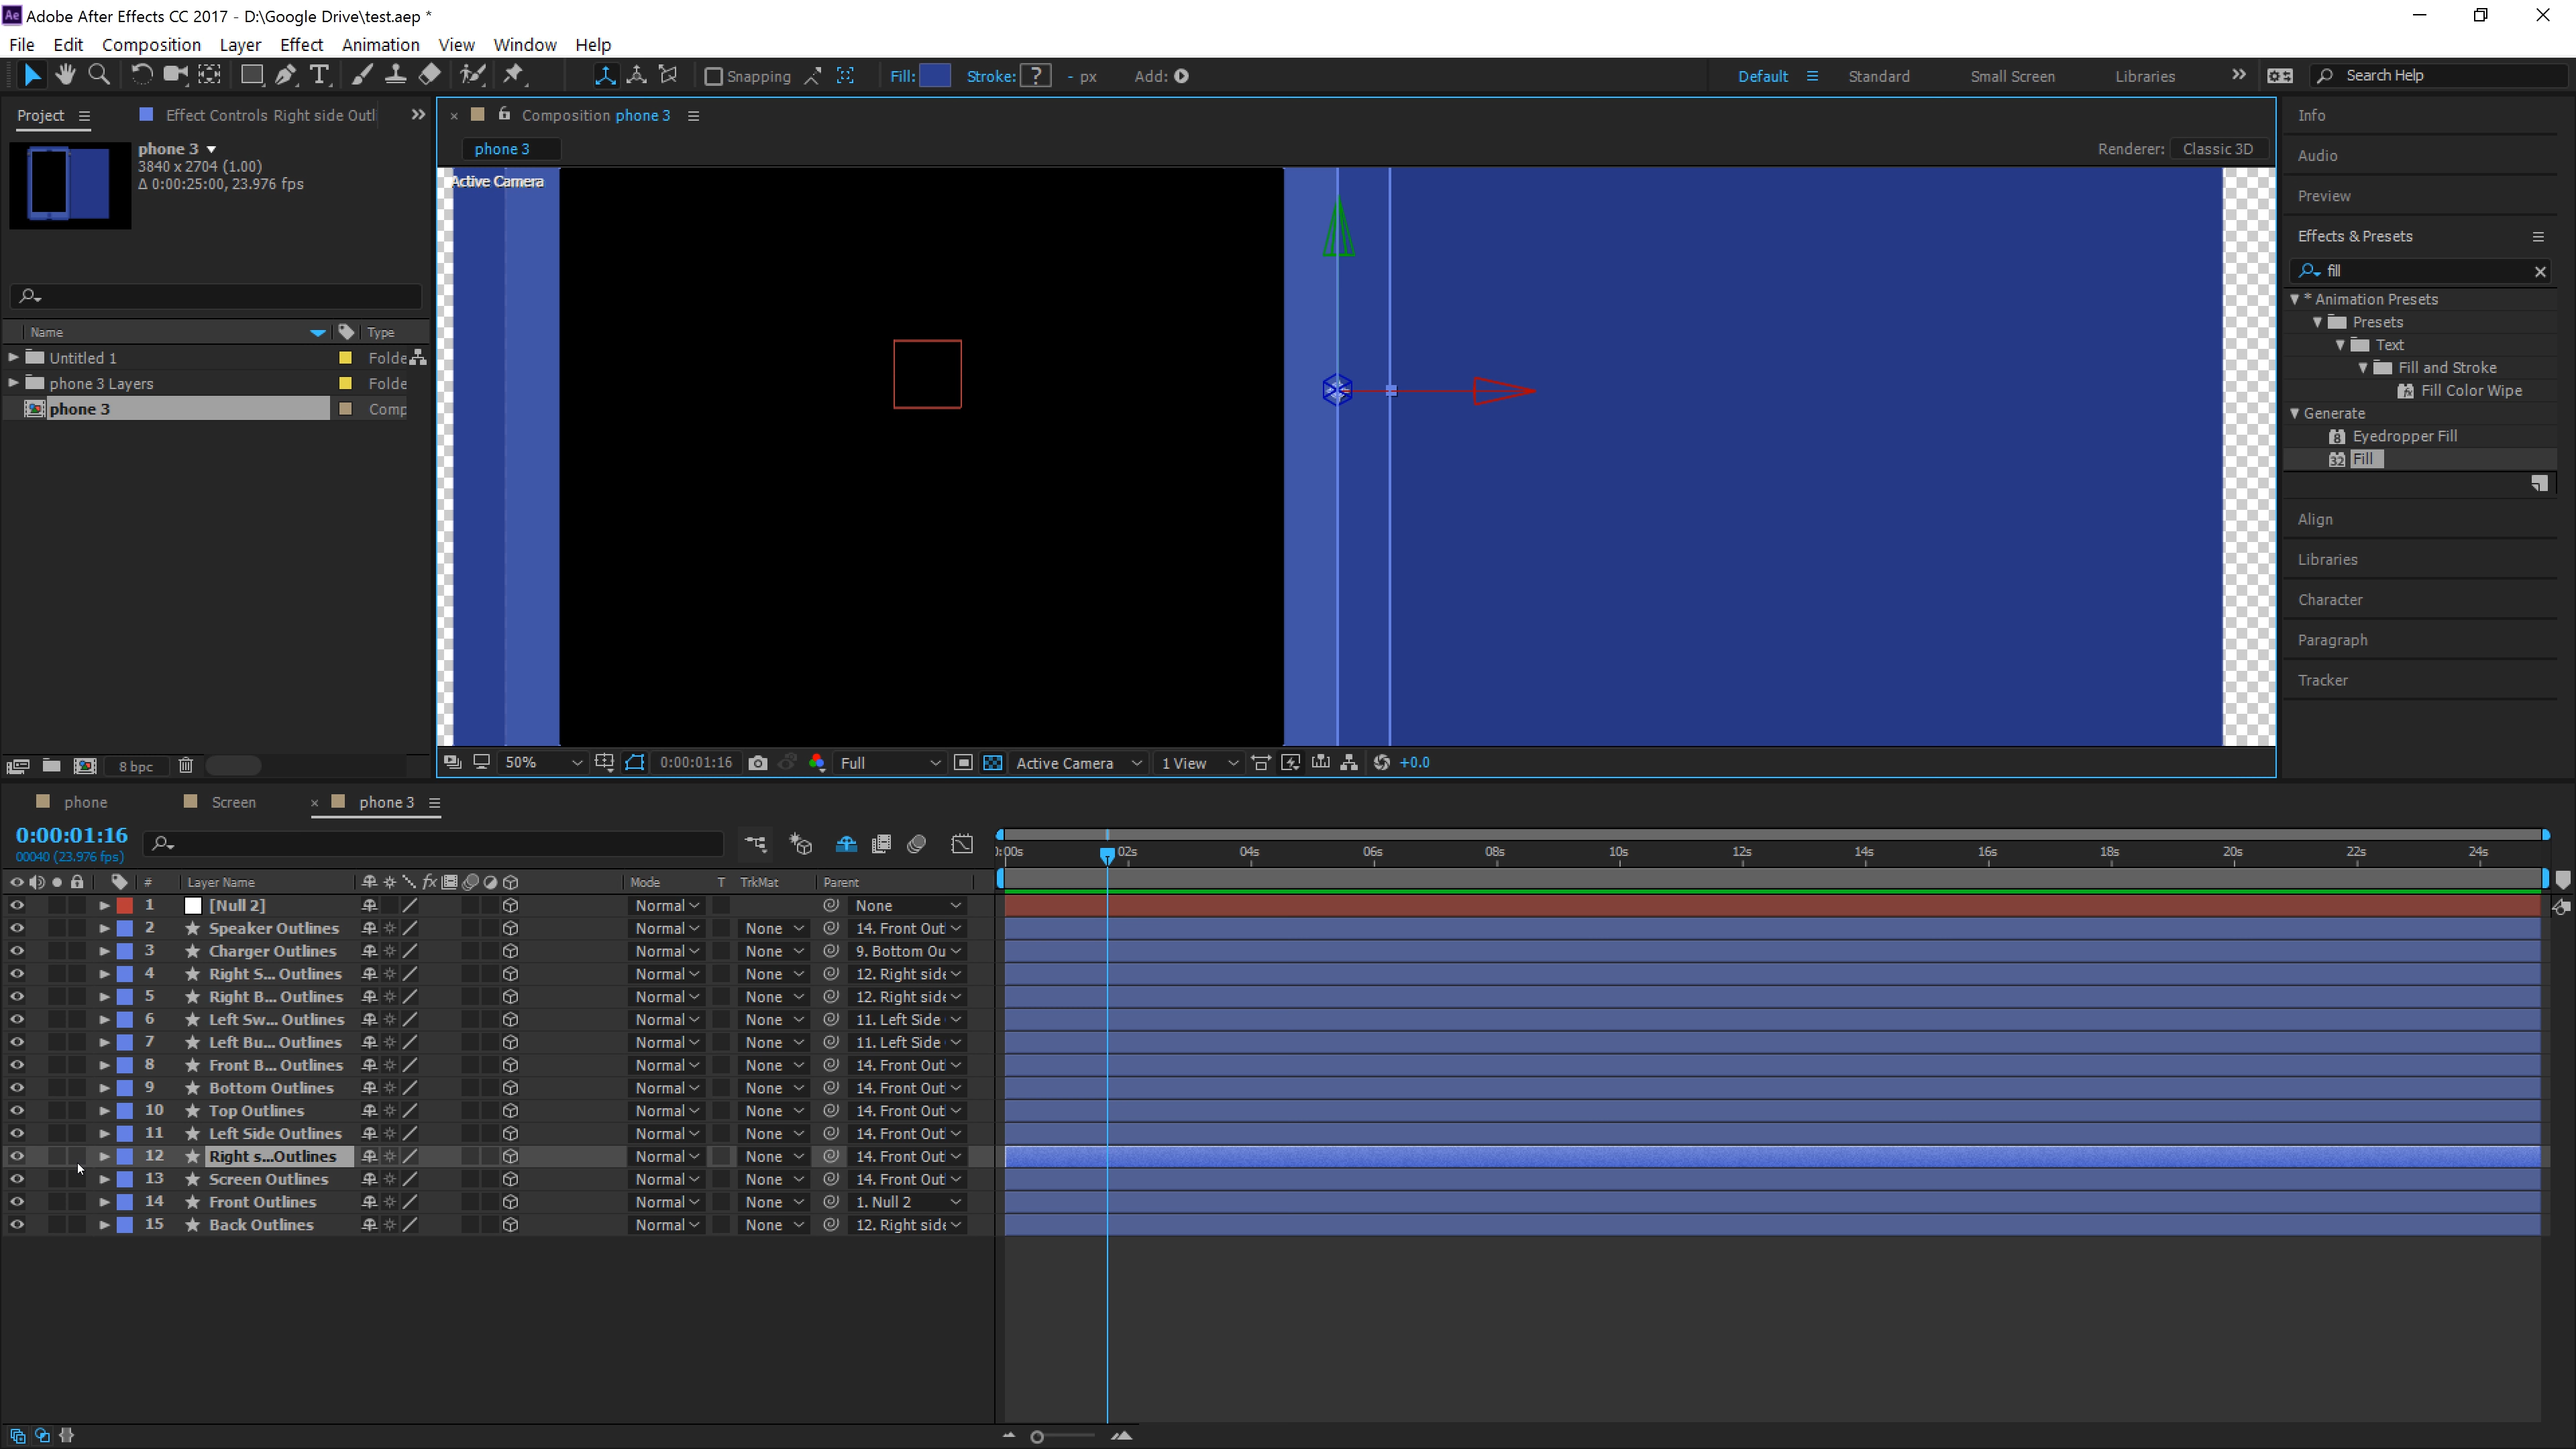 Ae Adobe After Effects CC 2017 - D:\Google Drive\test.aep *
File Edit Composition Layer Effect Animation View Window Help
Snapping Fill: Stroke: ? - px Add: Default Standard Small Screen Libraries Search Help
Project Effect Controls Right side Outl
Composition phone 3
Info
phone 3
3840 x 2704 (1.00)
Δ 0:00:25:00, 23.976 fps
phone 3
Renderer: Classic 3D
Active Camera
Audio
Preview
Effects & Presets
fill
* Animation Presets
Presets
Text
Fill and Stroke
Fill Color Wipe
Generate
8 Eyedropper Fill
32 Fill
Align
Libraries
Character
Paragraph
Tracker
Name Type
Untitled 1 Folde
phone 3 Layers Folde
phone 3 Comp
8 bpc
50% 0:00:01:16 Full Active Camera 1 View +0.0
phone Screen phone 3
0:00:01:16
00040 (23.976 fps)
:00s 02s 04s 06s 08s 10s 12s 14s 16s 18s 20s 22s 24s
# Layer Name fx Mode T TrkMat Parent
1 [Null 2] Normal None
2 Speaker Outlines Normal None 14. Front Out
3 Charger Outlines Normal None 9. Bottom Ou
4 Right S... Outlines Normal None 12. Right side
5 Right B... Outlines Normal None 12. Right side
6 Left Sw... Outlines Normal None 11. Left Side
7 Left Bu... Outlines Normal None 11. Left Side
8 Front B... Outlines Normal None 14. Front Out
9 Bottom Outlines Normal None 14. Front Out
10 Top Outlines Normal None 14. Front Out
11 Left Side Outlines Normal None 14. Front Out
12 Right s...Outlines Normal None 14. Front Out
13 Screen Outlines Normal None 14. Front Out
14 Front Outlines Normal None 1. Null 2
15 Back Outlines Normal None 12. Right side